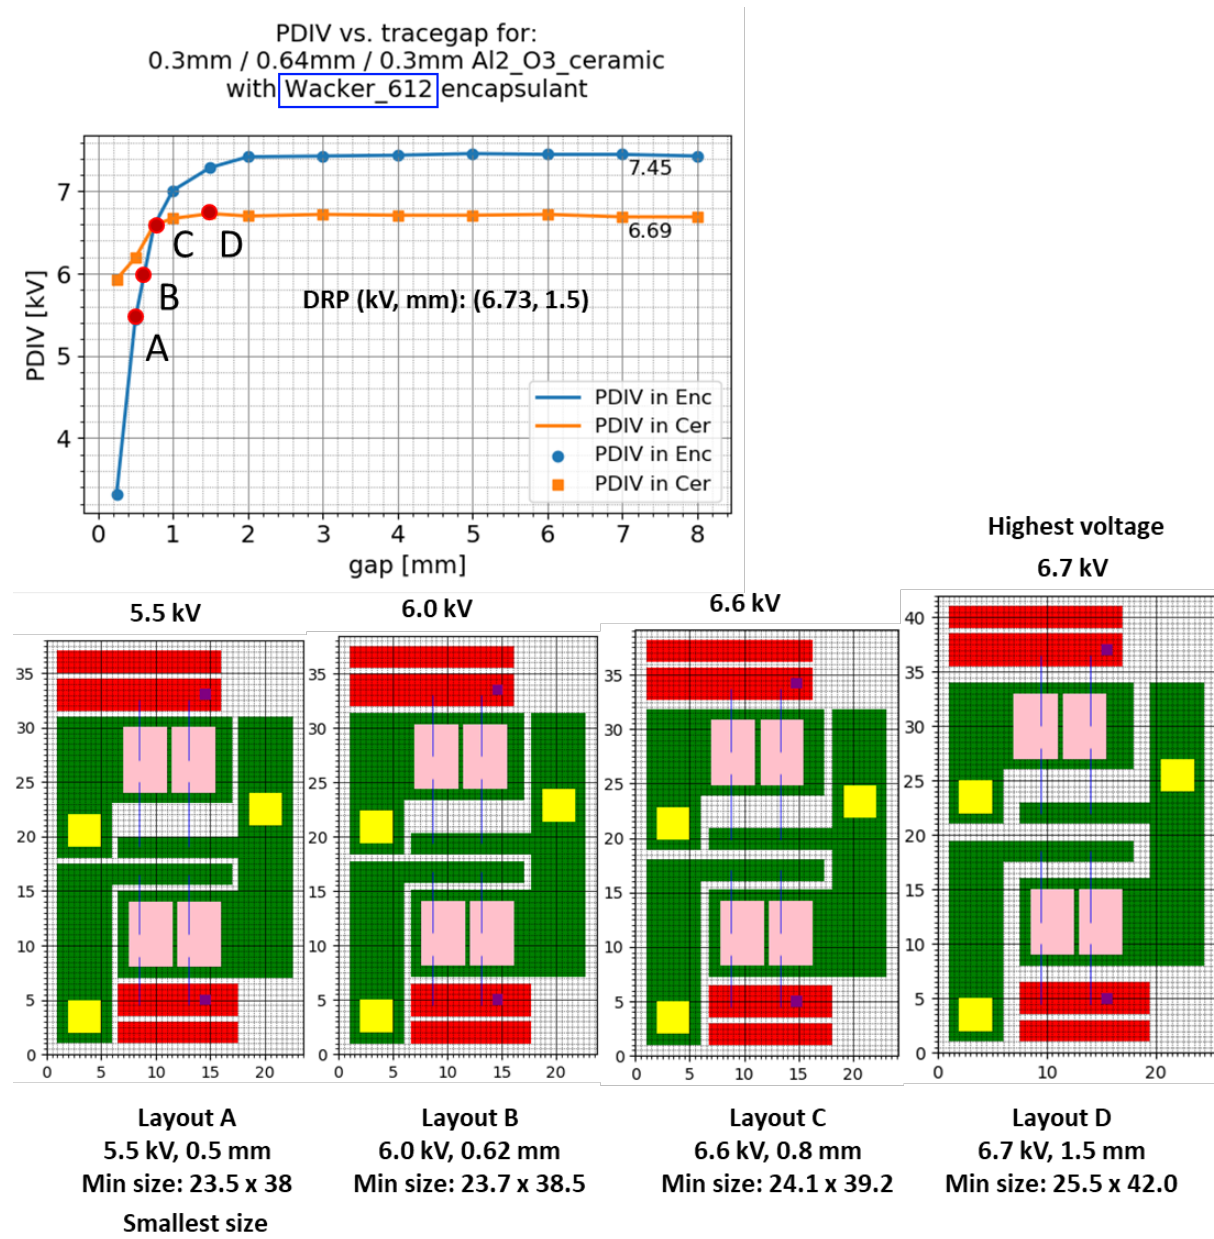 PDIV vs. tracegap for:
0.3mm / 0.64mm / 0.3mm Al2_O3_ceramic
with Wacker_612 encapsulant
PDIV [kV]
7
6
5
4
7.45
6.69
C
D
B
A
DRP (kV, mm): (6.73, 1.5)
PDIV in Enc
PDIV in Cer
PDIV in Enc
PDIV in Cer
0 1 2 3 4 5 6 7 8
gap [mm]
Highest voltage
5.5 kV
6.0 kV
6.6 kV
6.7 kV
35
30
25
20
15
10
5
0
0 5 10 15 20
35
30
25
20
15
10
5
0
0 5 10 15 20
35
30
25
20
15
10
5
0
0 5 10 15 20
40
35
30
25
20
15
10
5
0
0 10 20
Layout A
5.5 kV, 0.5 mm
Min size: 23.5 x 38
Smallest size
Layout B
6.0 kV, 0.62 mm
Min size: 23.7 x 38.5
Layout C
6.6 kV, 0.8 mm
Min size: 24.1 x 39.2
Layout D
6.7 kV, 1.5 mm
Min size: 25.5 x 42.0